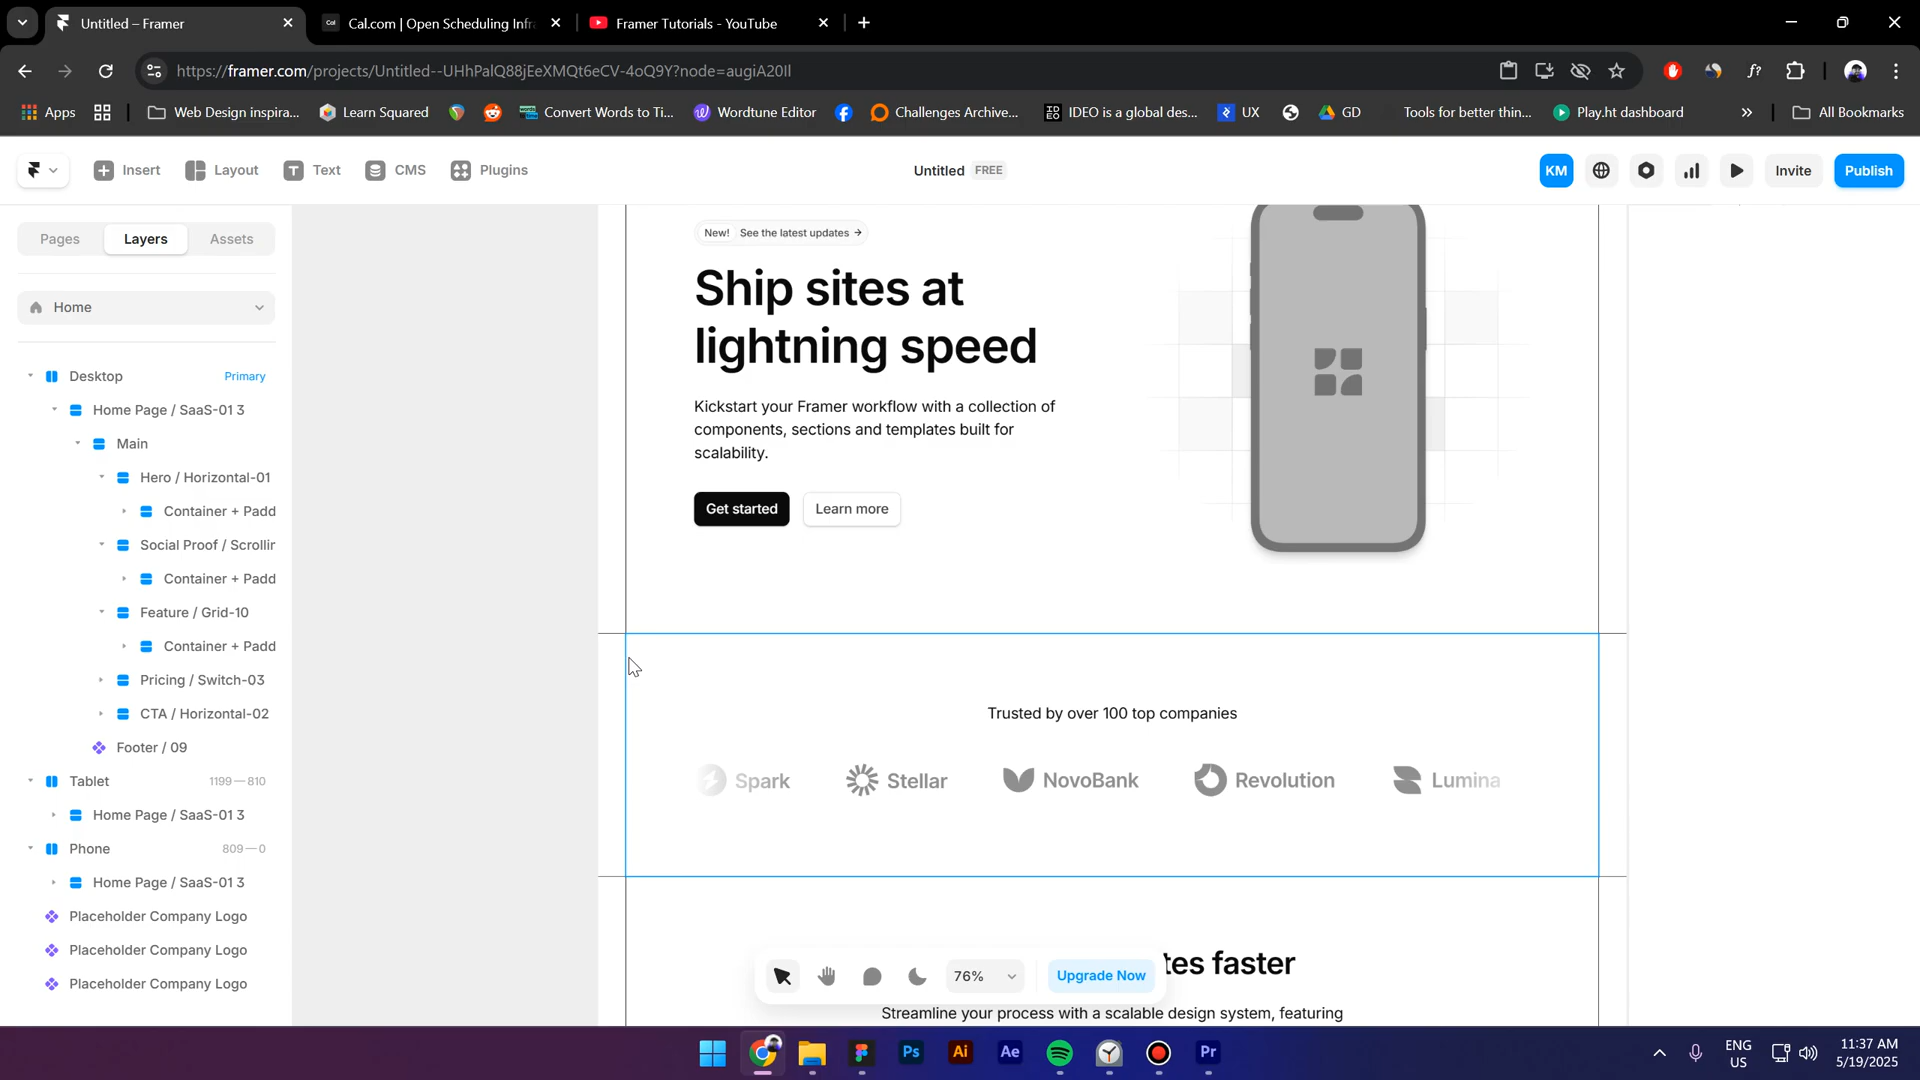 Untitled – Framer
Cal.com | Open Scheduling Infr
Framer Tutorials - YouTube
https://framer.com/projects/Untitled--UHhPalQ88jEeXMQt6eCV-4oQ9Y?node=augiA20Il
Apps
Web Design inspira...
Learn Squared
Convert Words to Ti...
Wordtune Editor
Challenges Archive...
IDEO is a global des...
UX
GD
Tools for better thin...
Play.ht dashboard
All Bookmarks
Insert
Layout
Text
CMS
Plugins
Untitled FREE
KM
Invite
Publish
Pages
Layers
Assets
Home
Desktop Primary
Home Page / SaaS-01 3
Main
Hero / Horizontal-01
Container + Padd
Social Proof / Scrollin
Container + Padd
Feature / Grid-10
Container + Padd
Pricing / Switch-03
CTA / Horizontal-02
Footer / 09
Tablet 1199—810
Home Page / SaaS-01 3
Phone 809—0
Home Page / SaaS-01 3
Placeholder Company Logo
Placeholder Company Logo
Placeholder Company Logo
New! See the latest updates →
Ship sites at
lightning speed
Kickstart your Framer workflow with a collection of
components, sections and templates built for
scalability.
Get started
Learn more
Trusted by over 100 top companies
Spark
Stellar
NovoBank
Revolution
Lumina
tes faster
Streamline your process with a scalable design system, featuring
76%
Upgrade Now
Ps
Ai
Ae
Pr
ENG
US
11:37 AM
5/19/2025